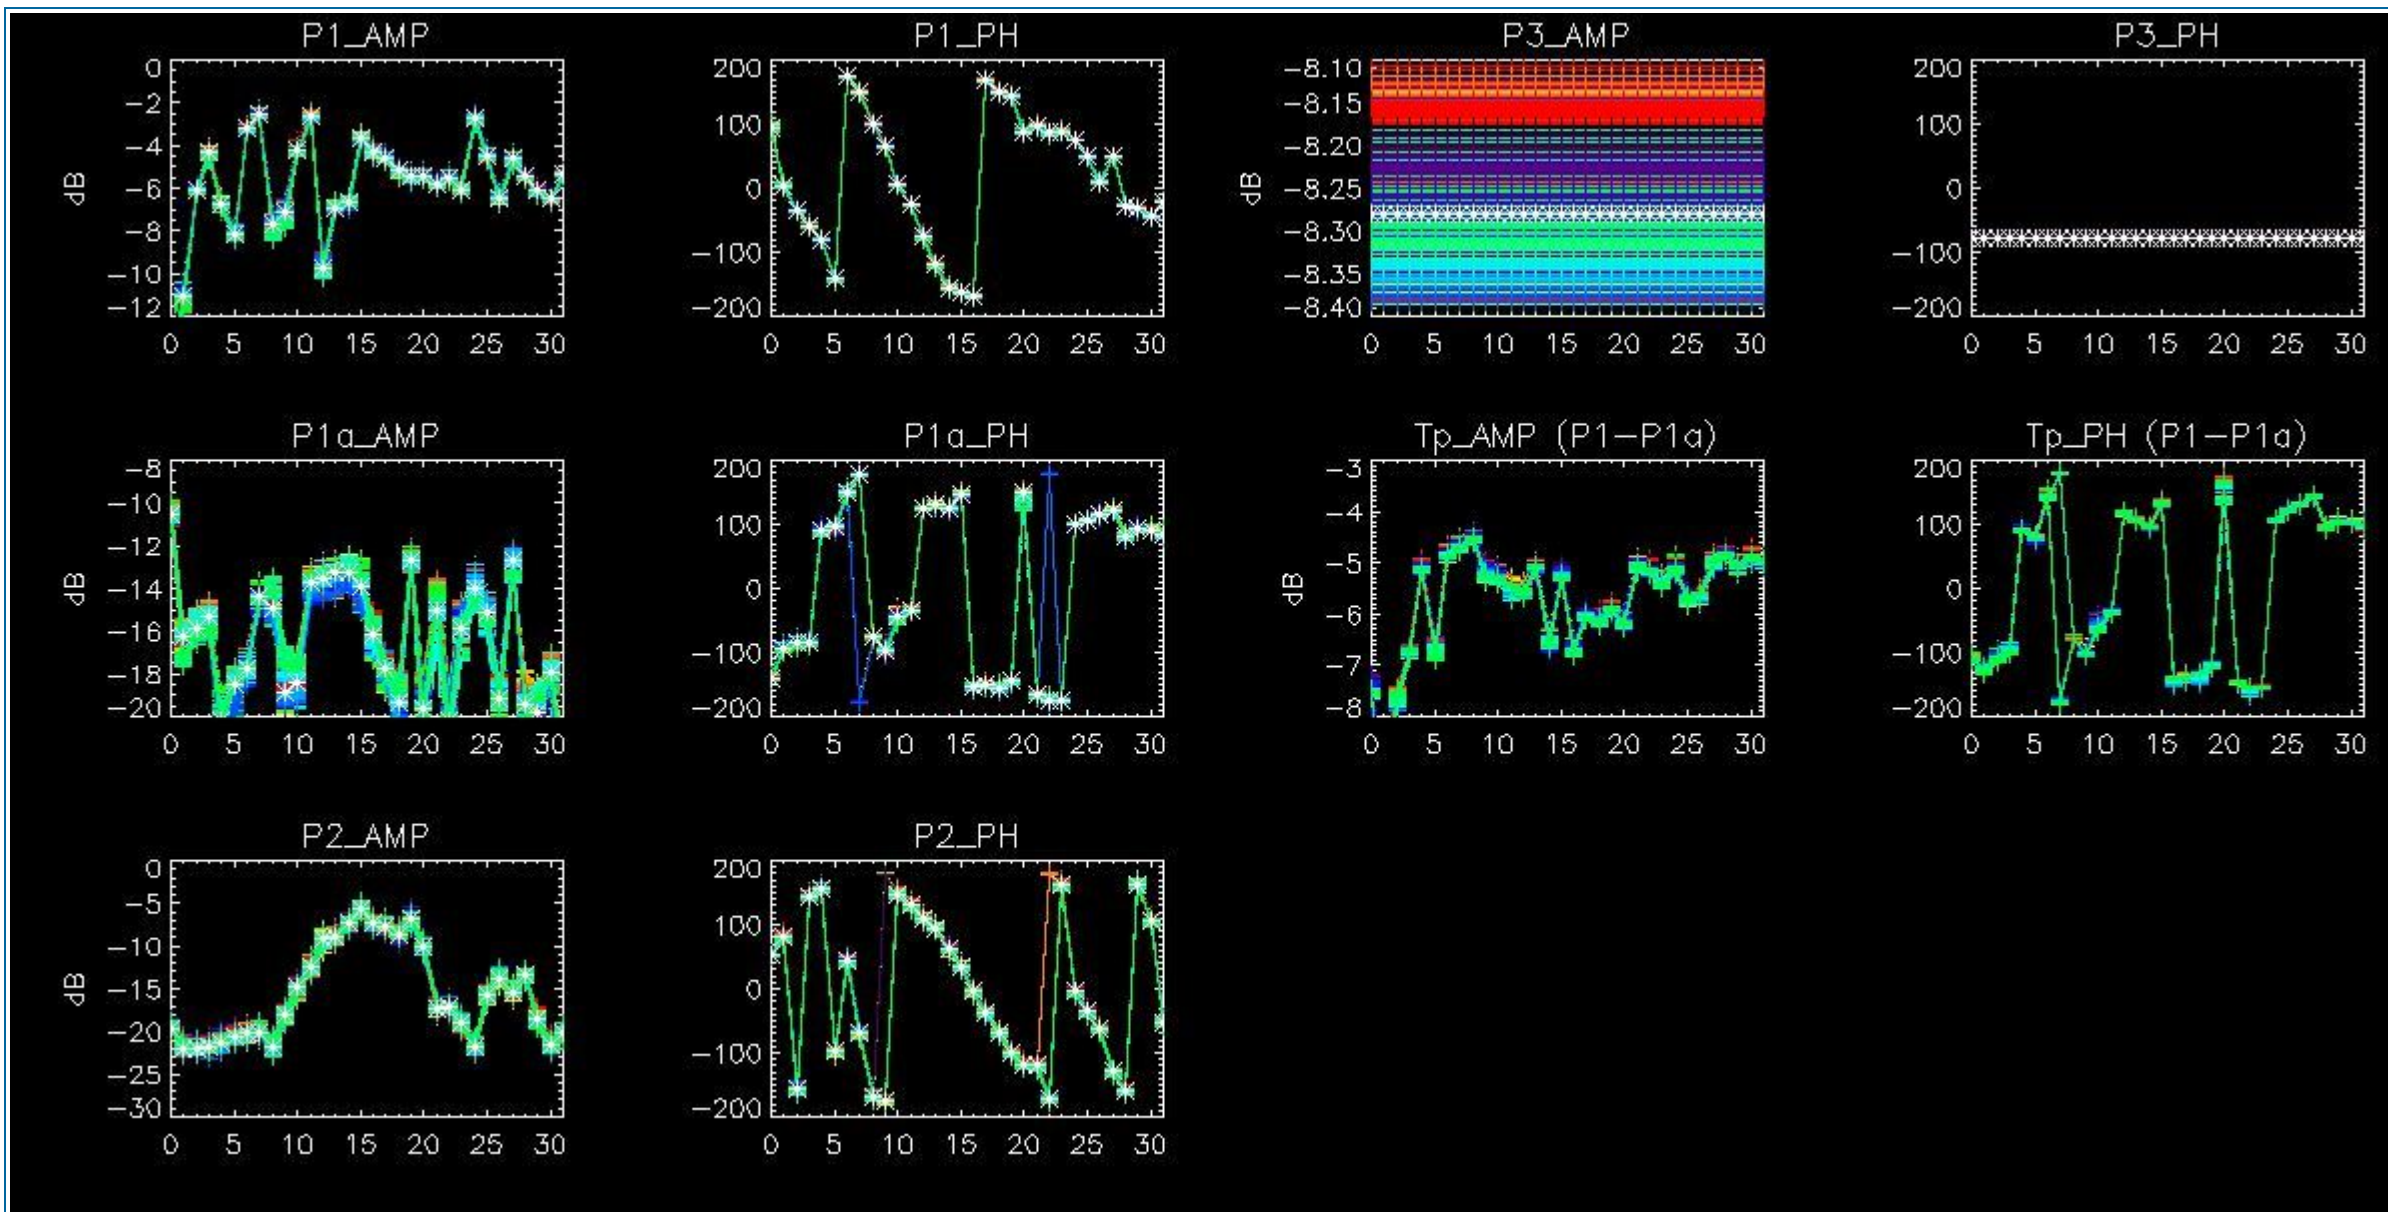 P1_AMP
P1_PH
P3_AMP
P3_PH
0
−2
−4
−6
−8
−10
−12
dB
0 5 10 15 20 25 30
200
100
0
−100
−200
0 5 10 15 20 25 30
−8.10
−8.15
−8.20
−8.25
−8.30
−8.35
−8.40
dB
0 5 10 15 20 25 30
200
100
0
−100
−200
0 5 10 15 20 25 30
P1a_AMP
P1a_PH
Tp_AMP (P1−P1a)
Tp_PH (P1−P1a)
−8
−10
−12
−14
−16
−18
−20
dB
0 5 10 15 20 25 30
200
100
0
−100
−200
0 5 10 15 20 25 30
−3
−4
−5
−6
−7
−8
dB
0 5 10 15 20 25 30
200
100
0
−100
−200
0 5 10 15 20 25 30
P2_AMP
P2_PH
0
−5
−10
−15
−20
−25
−30
dB
0 5 10 15 20 25 30
200
100
0
−100
−200
0 5 10 15 20 25 30